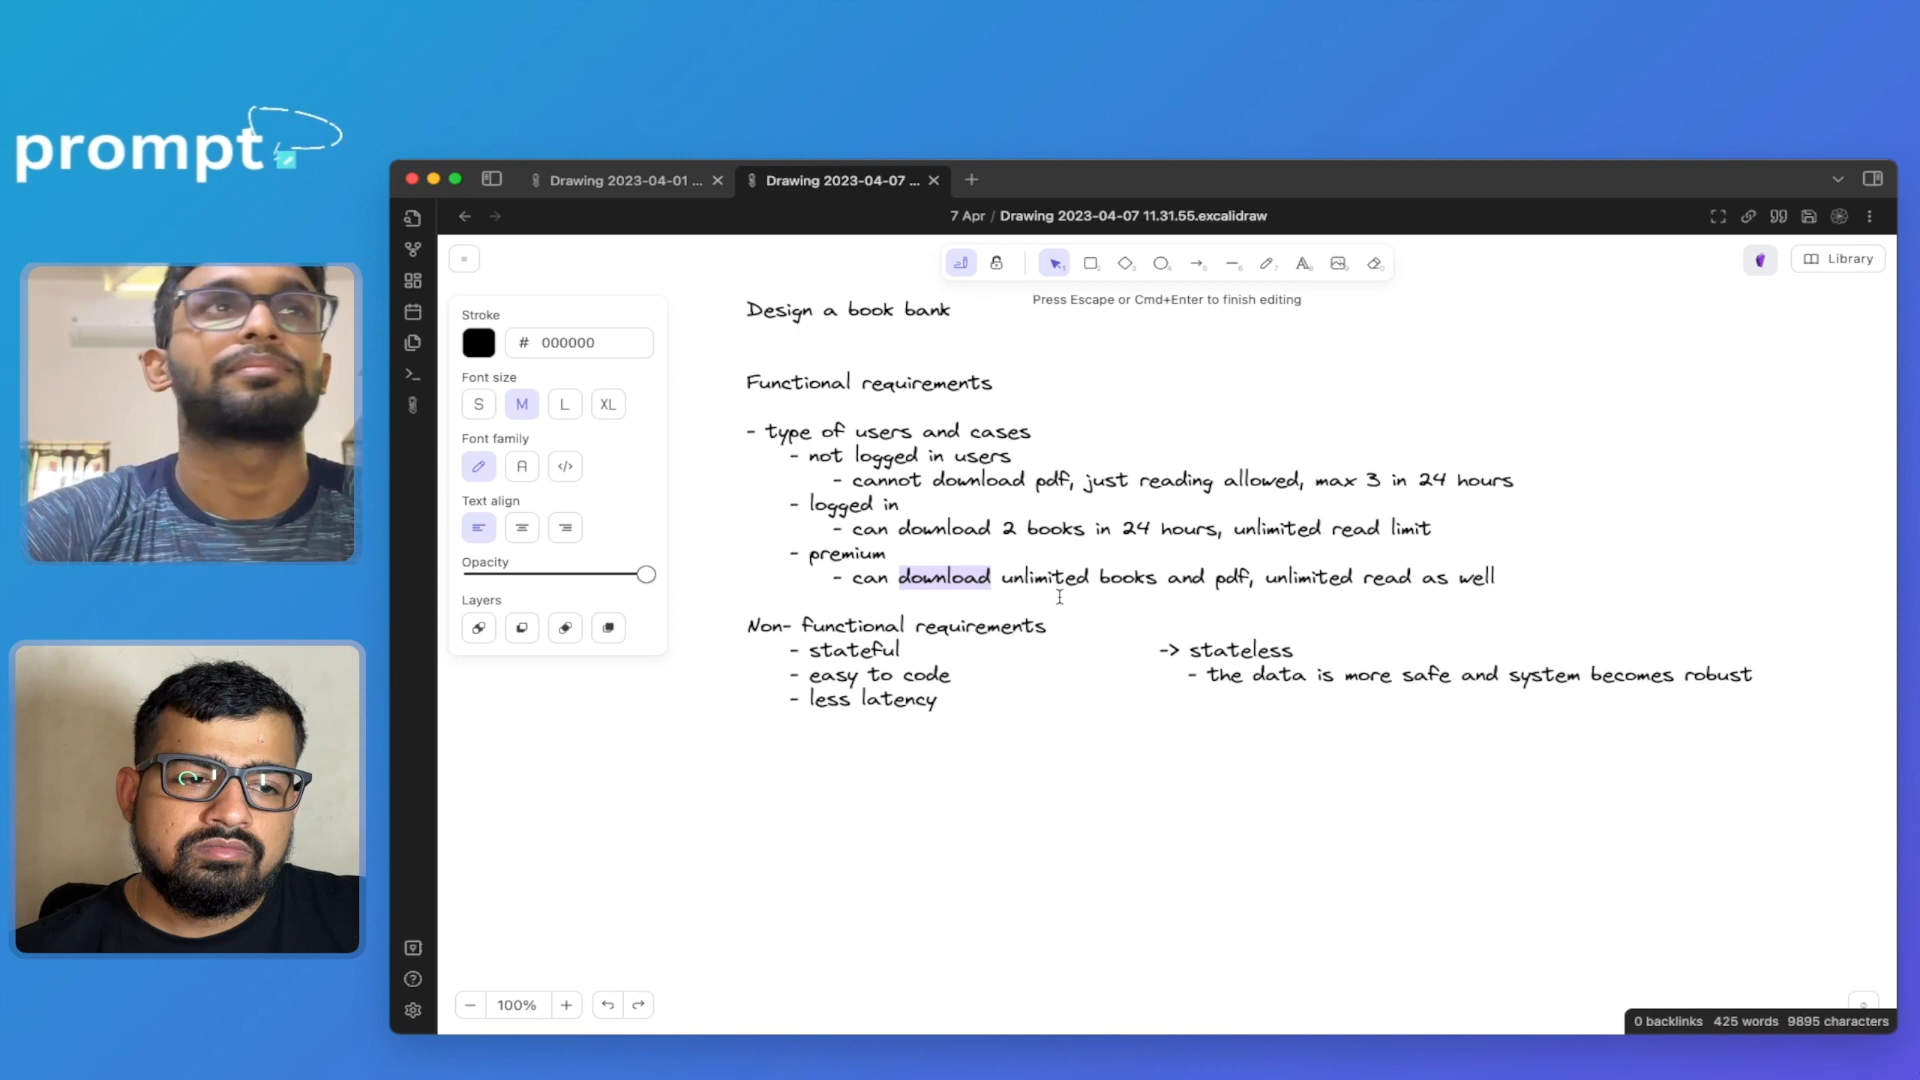 prompt
Drawing 2023-04-01 ...
Drawing 2023-04-07 ...
7 Apr / Drawing 2023-04-07 11.31.55.excalidraw
Library
Press Escape or Cmd+Enter to finish editing
Stroke
# 000000
Font size
S M L XL
Font family
A </>
Text align
Opacity
Layers
Design a book bank
Functional requirements
- type of users and cases
- not logged in users
- cannot download pdf, just reading allowed, max 3 in 24 hours
- logged in
- can download 2 books in 24 hours, unlimited read limit
- premium
- can download unlimited books and pdf, unlimited read as well
Non- functional requirements
- stateful
-> stateless
- easy to code
- the data is more safe and system becomes robust
- less latency
100%
0 backlinks 425 words 9895 characters